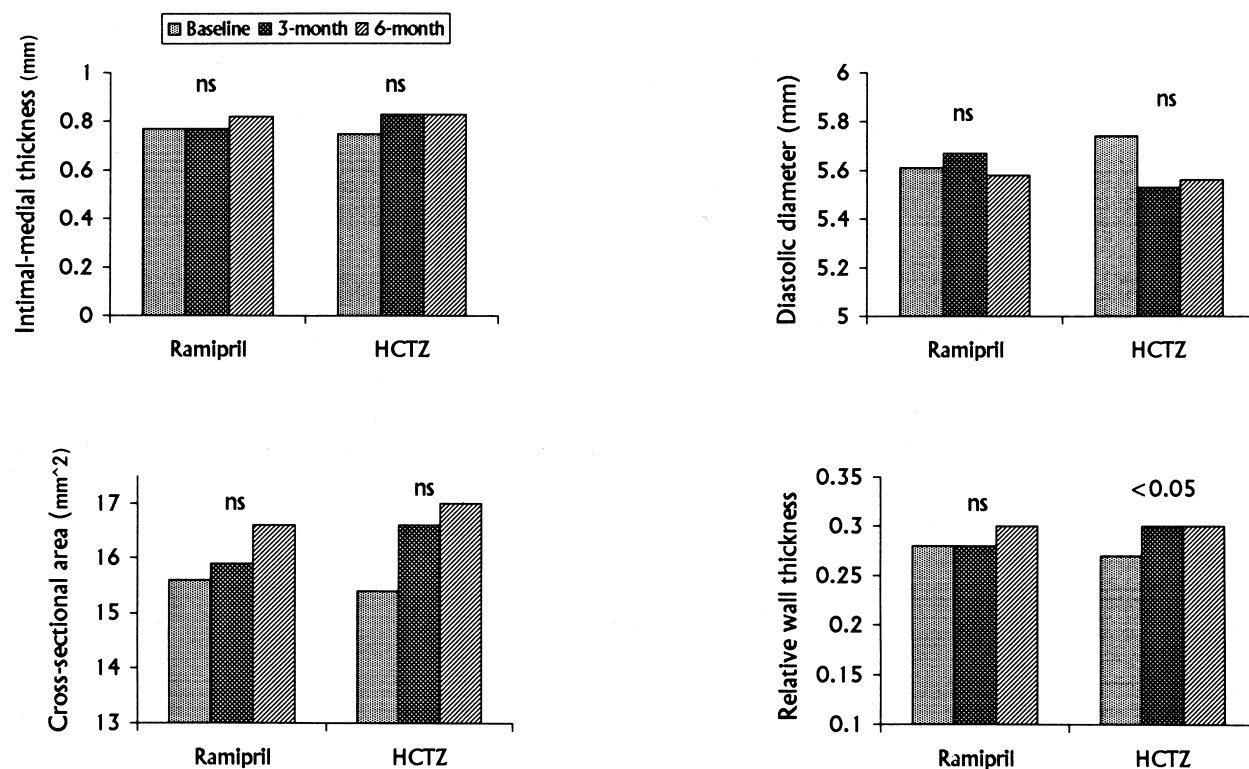 Baseline 3-month 6-month
Intimal-medial thickness (mm)
1
0.8
0.6
0.4
0.2
0
ns
ns
Ramipril
HCTZ
Diastolic diameter (mm)
6
5.8
5.6
5.4
5.2
5
ns
ns
Ramipril
HCTZ
Cross-sectional area (mm^2)
17
16
15
14
13
ns
ns
Ramipril
HCTZ
Relative wall thickness
0.35
0.3
0.25
0.2
0.15
0.1
ns
<0.05
Ramipril
HCTZ